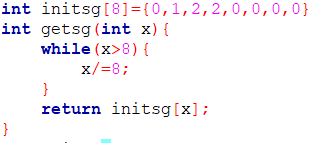 int initsg[8]={0,1,2,2,0,0,0,0}
int getsg(int x){
    while(x>8){
        x/=8;
    }
    return initsg[x];
}